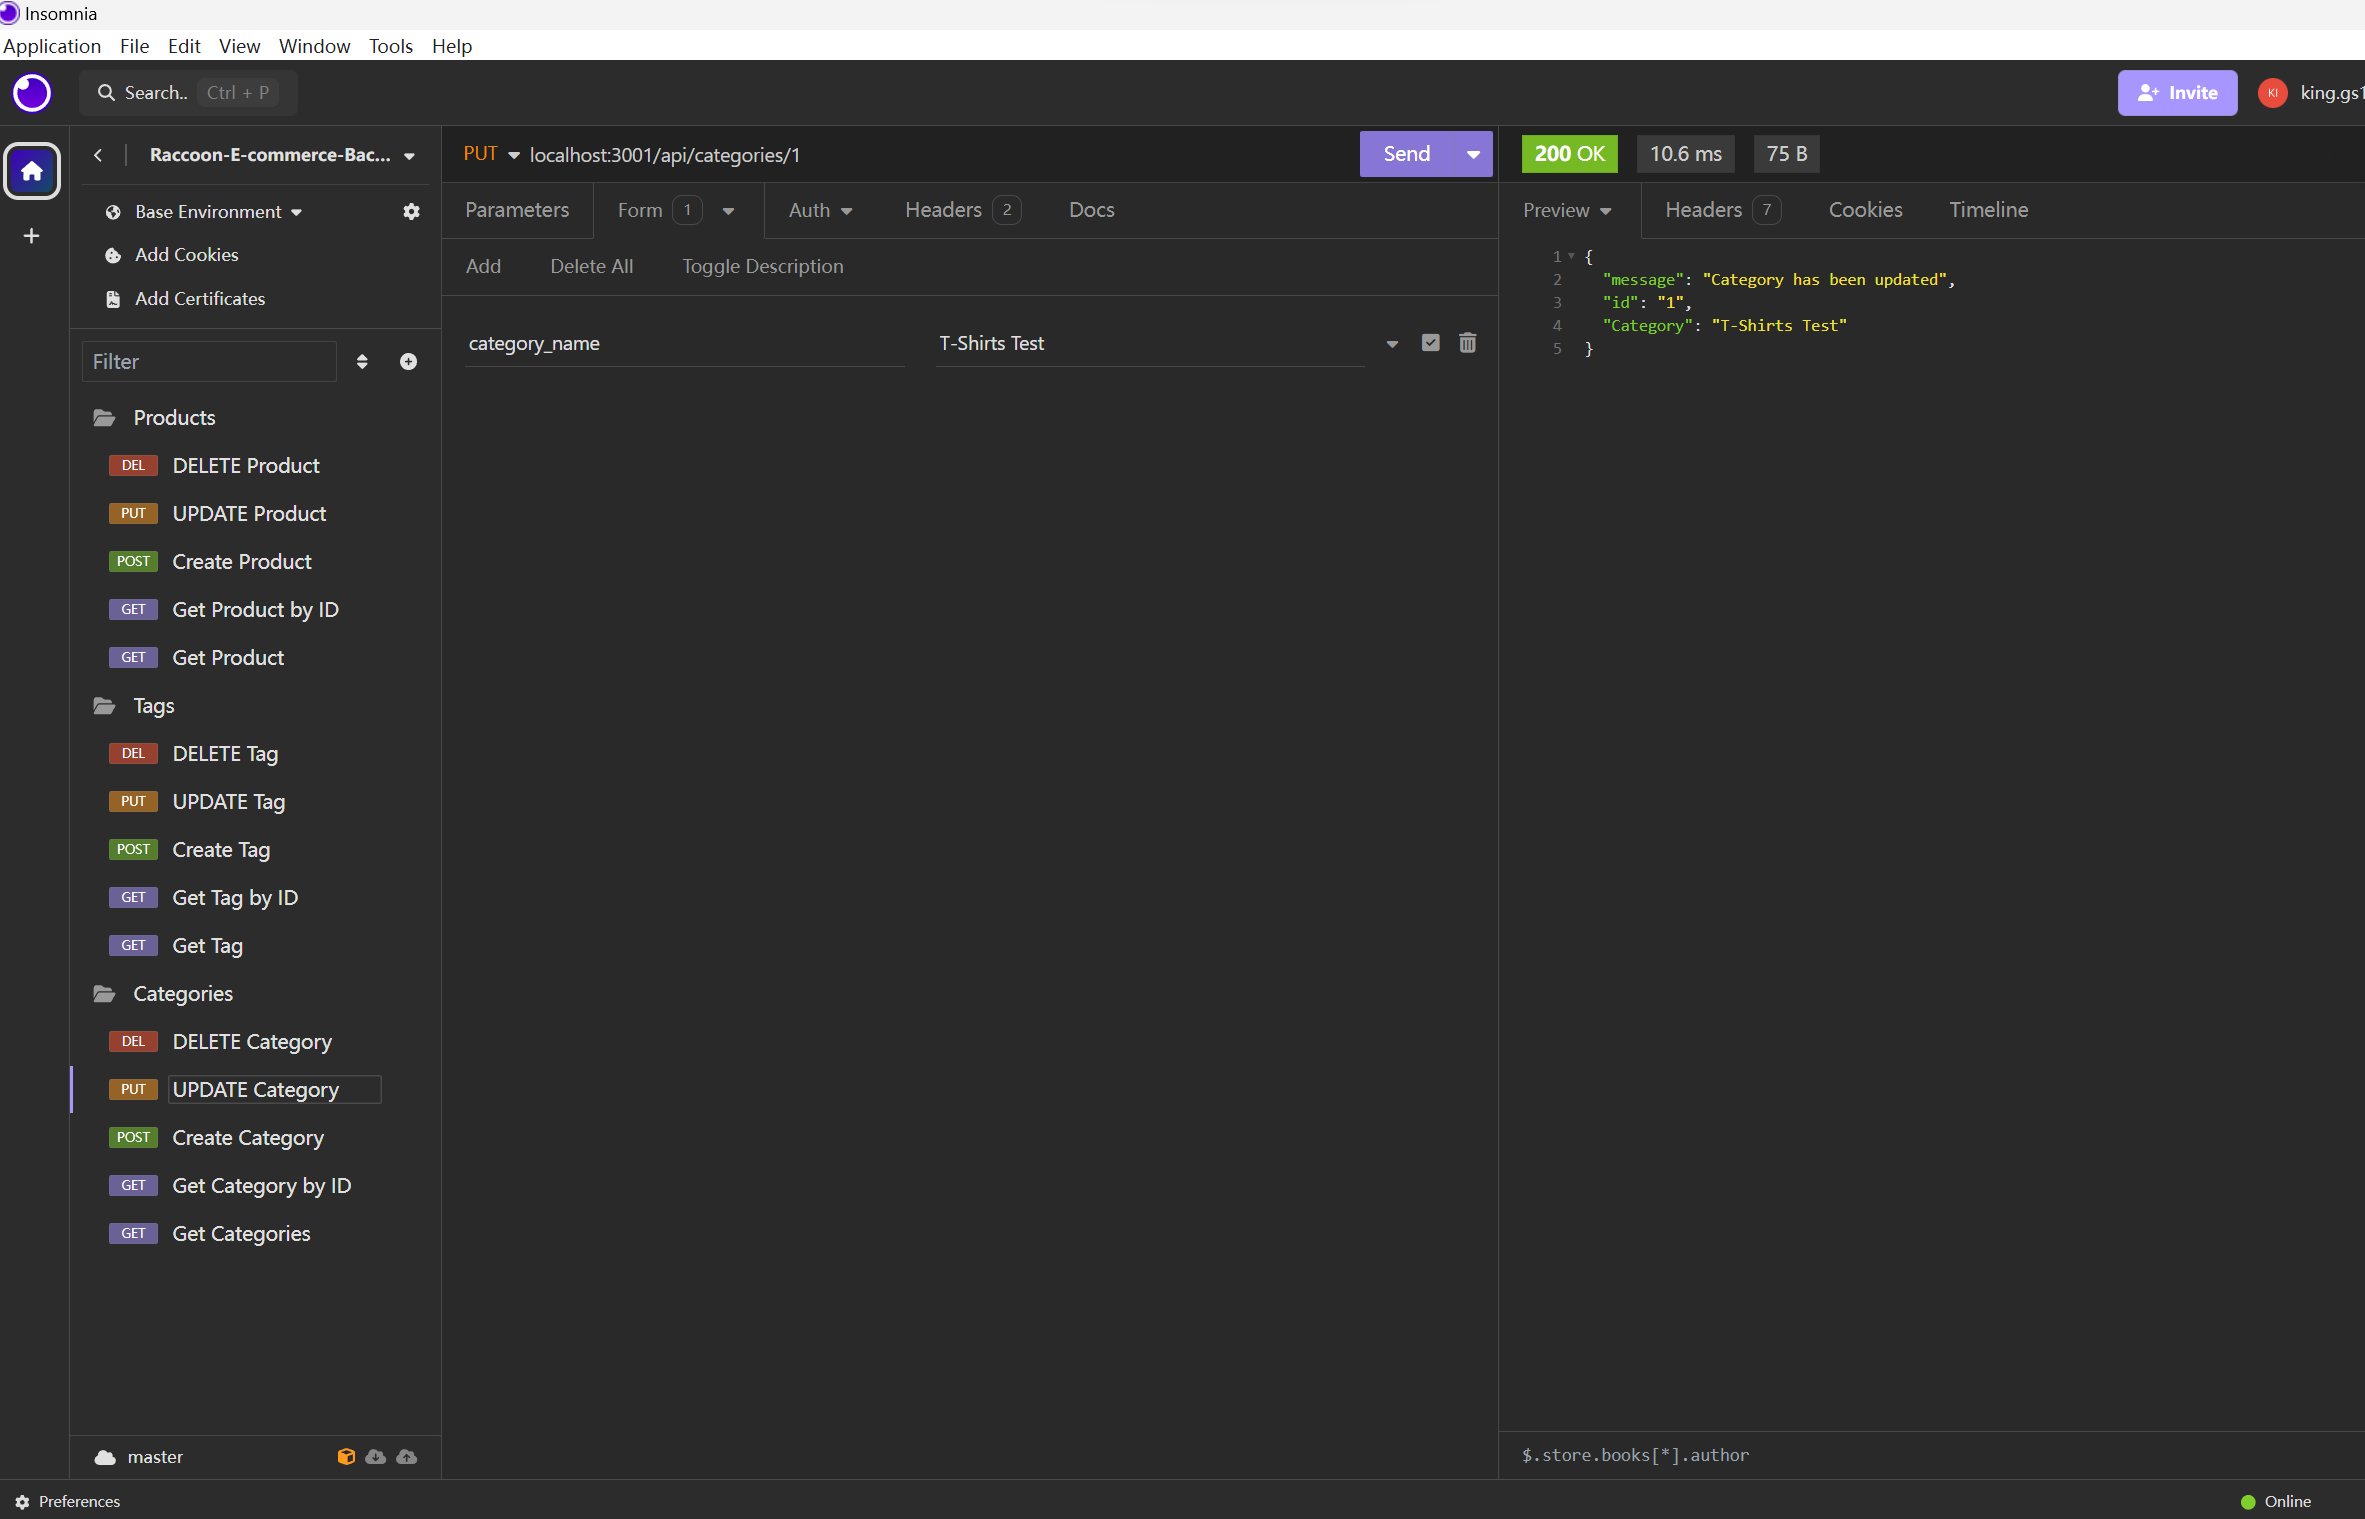 Insomnia
Application File Edit View Window Tools Help
Search.. Ctrl + P
Invite
KI king.gs1
Raccoon-E-commerce-Bac...
Base Environment
Add Cookies
Add Certificates
Filter
Products
DEL DELETE Product
PUT UPDATE Product
POST Create Product
GET Get Product by ID
GET Get Product
Tags
DEL DELETE Tag
PUT UPDATE Tag
POST Create Tag
GET Get Tag by ID
GET Get Tag
Categories
DEL DELETE Category
PUT UPDATE Category
POST Create Category
GET Get Category by ID
GET Get Categories
master
PUT localhost:3001/api/categories/1
Send
Parameters Form 1 Auth Headers 2 Docs
Add Delete All Toggle Description
category_name T-Shirts Test
200 OK 10.6 ms 75 B
Preview Headers 7 Cookies Timeline
1 {
2 "message": "Category has been updated",
3 "id": "1",
4 "Category": "T-Shirts Test"
5 }
$.store.books[*].author
Preferences
Online